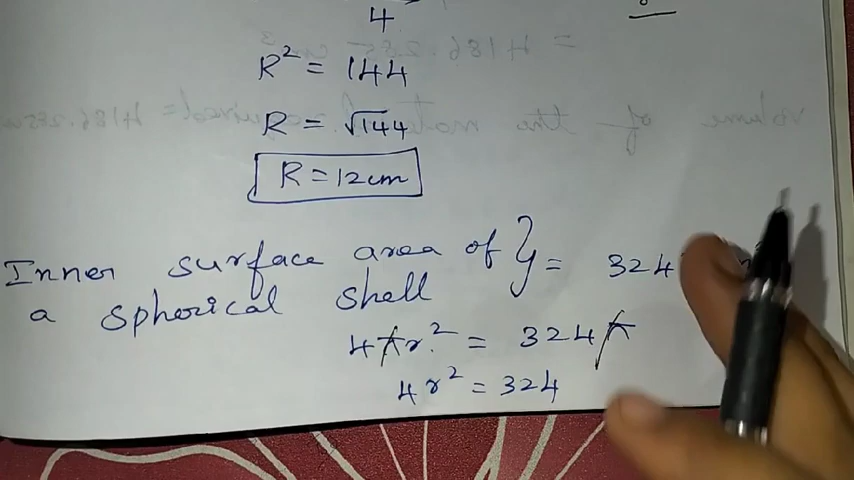 4
R² = 144
R = √144
R = 12cm
Inner surface area of } = 324
a spherical shell
4πr² = 324π
4r² = 324